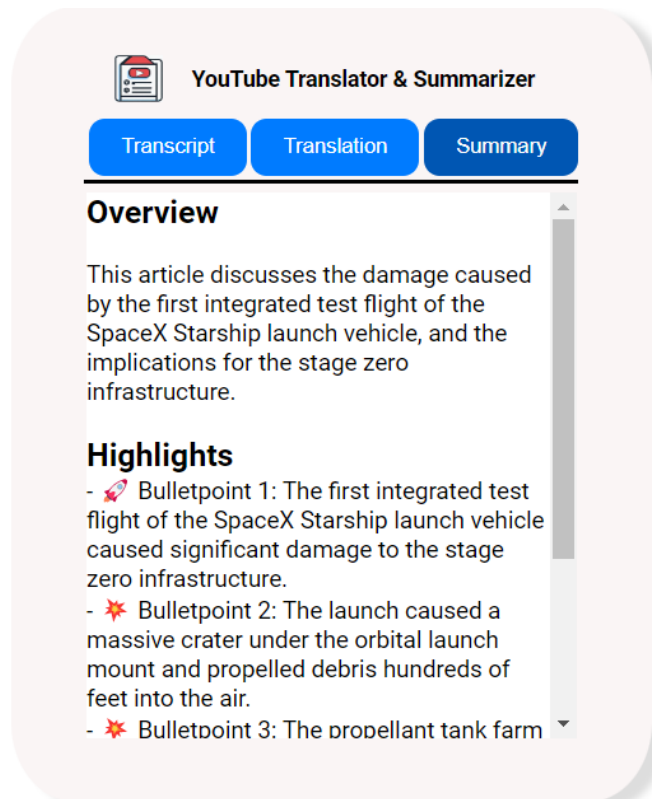 YouTube Translator & Summarizer
Transcript Translation Summary
Overview
This article discusses the damage caused
by the first integrated test flight of the
SpaceX Starship launch vehicle, and the
implications for the stage zero
infrastructure.
Highlights
- 🚀 Bulletpoint 1: The first integrated test
flight of the SpaceX Starship launch vehicle
caused significant damage to the stage
zero infrastructure.
- 💥 Bulletpoint 2: The launch caused a
massive crater under the orbital launch
mount and propelled debris hundreds of
feet into the air.
- 💥 Bulletpoint 3: The propellant tank farm